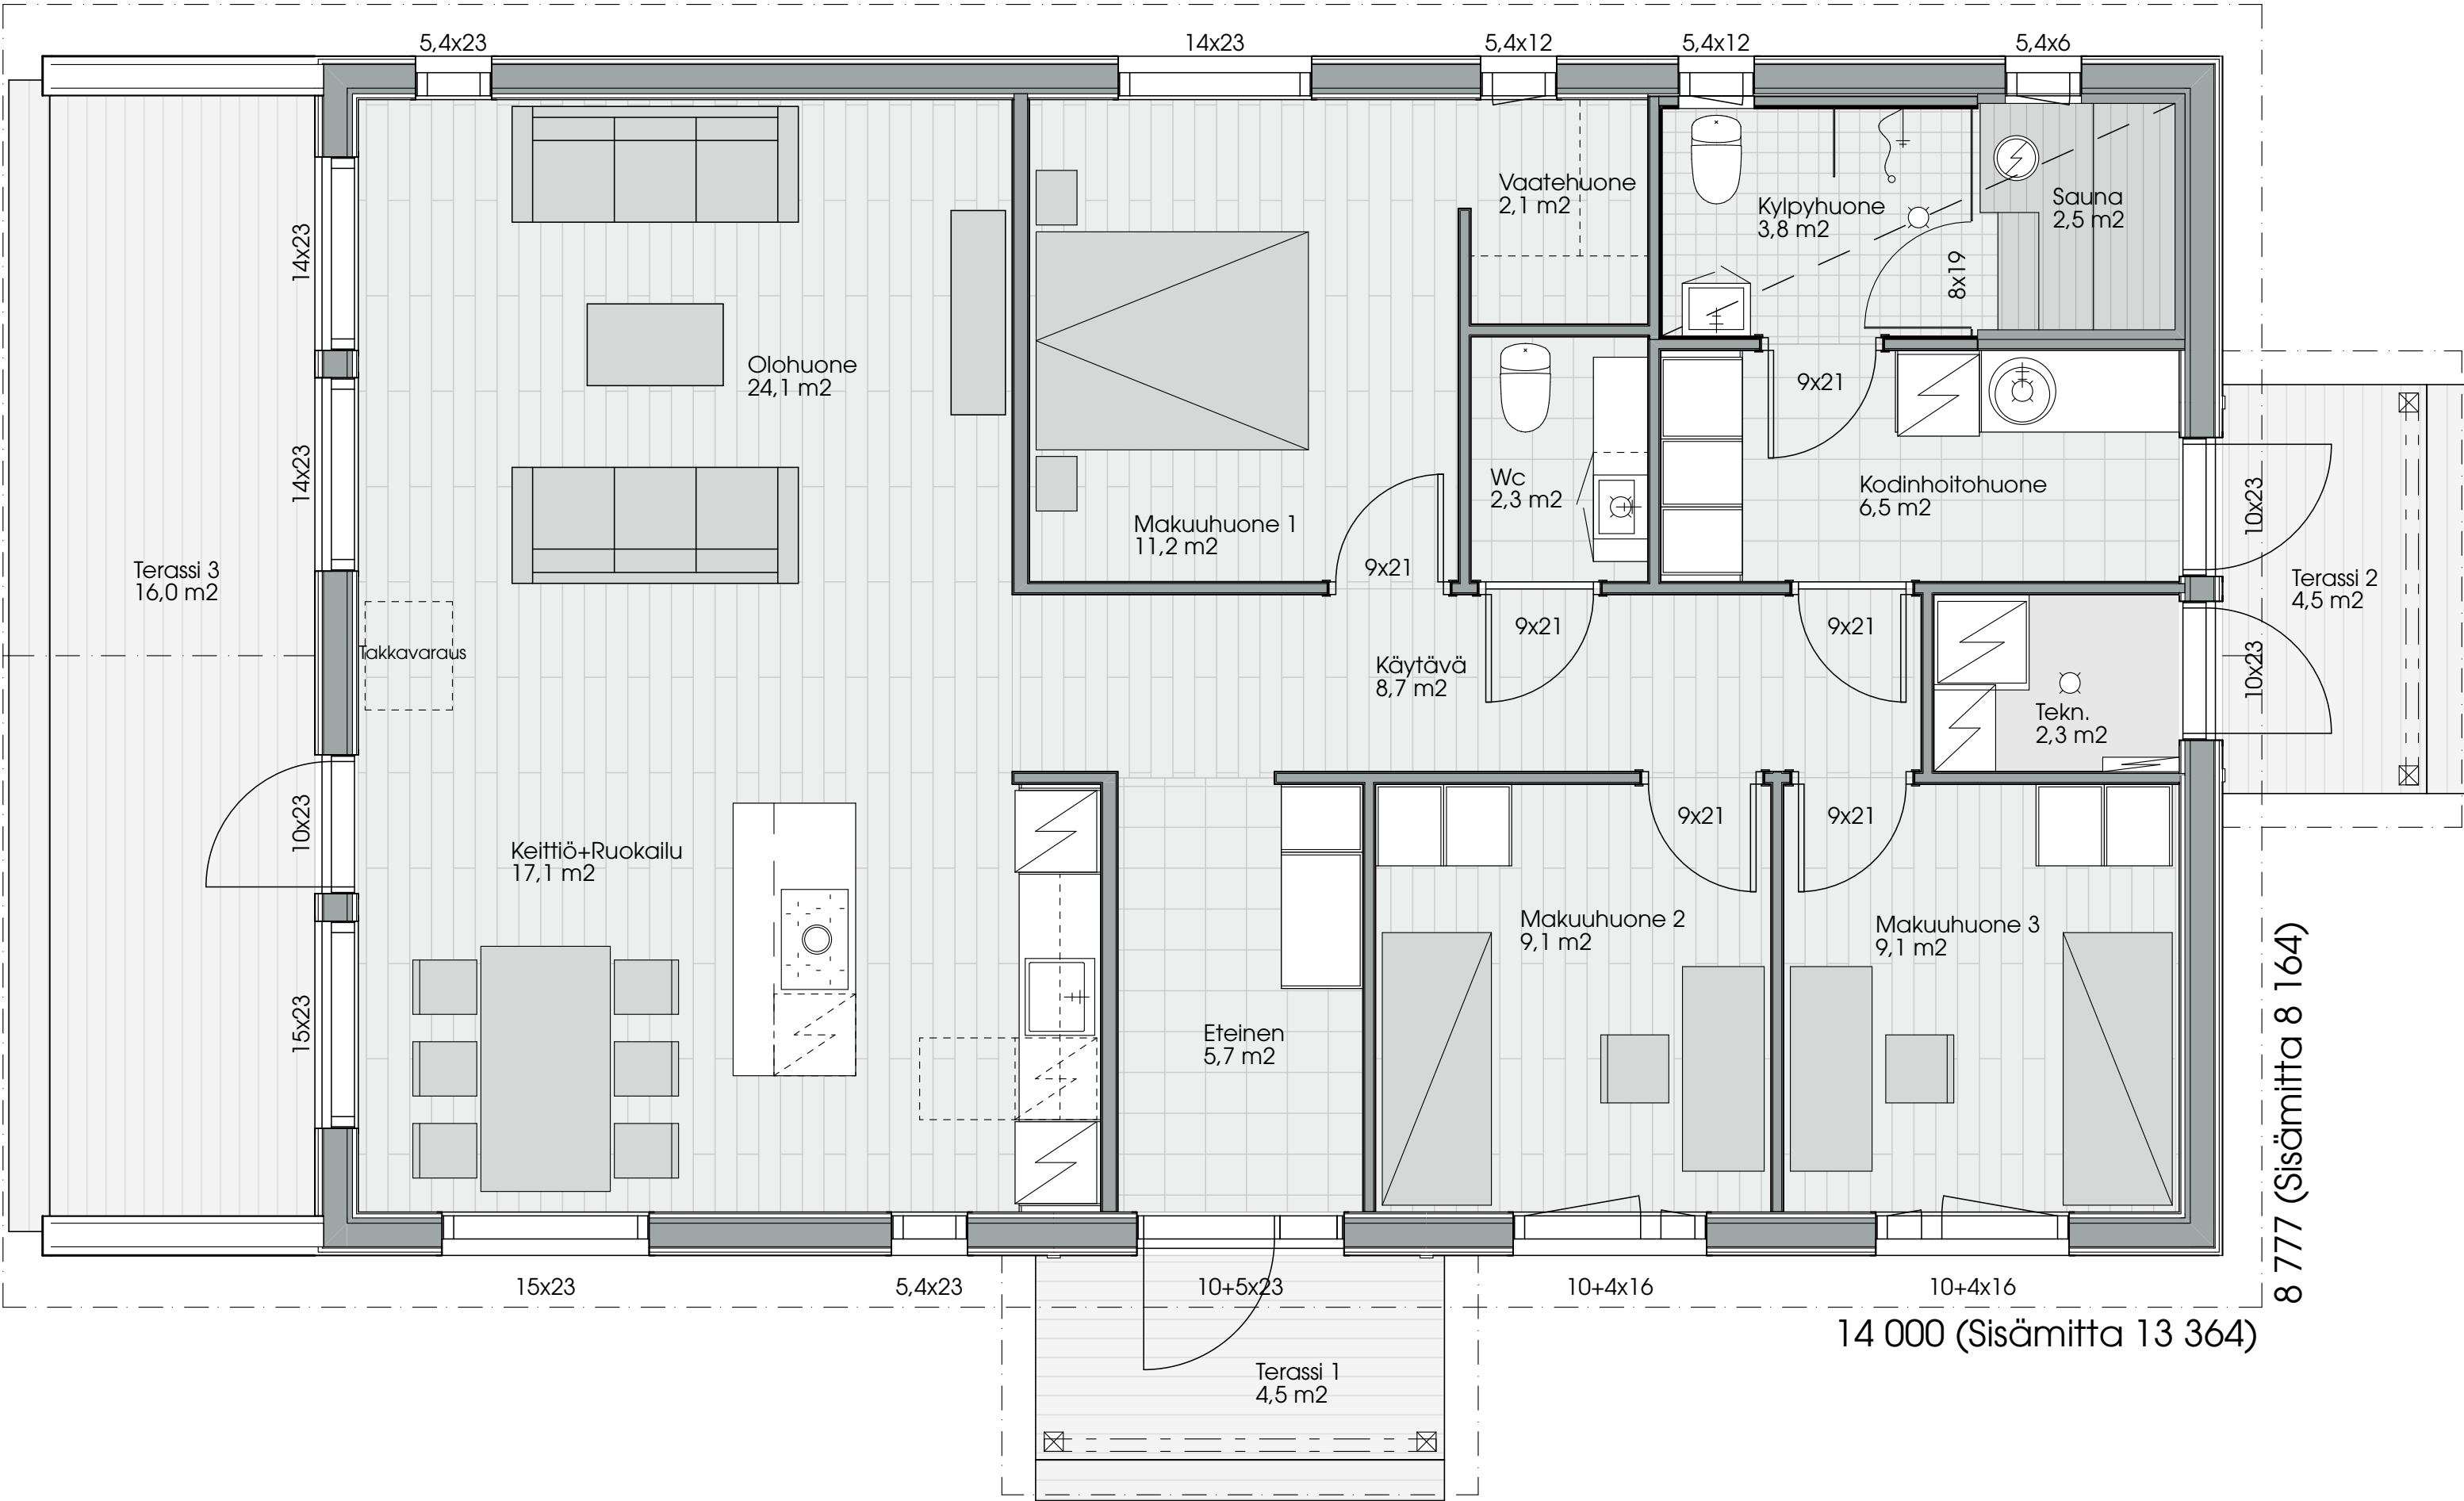 5,4x23
14x23
5,4x12
5,4x12
5,4x6
Vaatehuone
2,1 m2
Kylpyhuone
3,8 m2
Sauna
2,5 m2
8x19
14x23
Olohuone
24,1 m2
9x21
14x23
Wc
2,3 m2
Kodinhoitohuone
6,5 m2
10x23
Makuuhuone 1
11,2 m2
9x21
Terassi 3
16,0 m2
Terassi 2
4,5 m2
9x21
9x21
Takkavaraus
Käytävä
8,7 m2
10x23
Tekn.
2,3 m2
10x23
9x21
9x21
Keittiö+Ruokailu
17,1 m2
Makuuhuone 2
9,1 m2
Makuuhuone 3
9,1 m2
15x23
Eteinen
5,7 m2
8 777 (Sisämitta 8 164)
15x23
5,4x23
10+5x23
10+4x16
10+4x16
14 000 (Sisämitta 13 364)
Terassi 1
4,5 m2